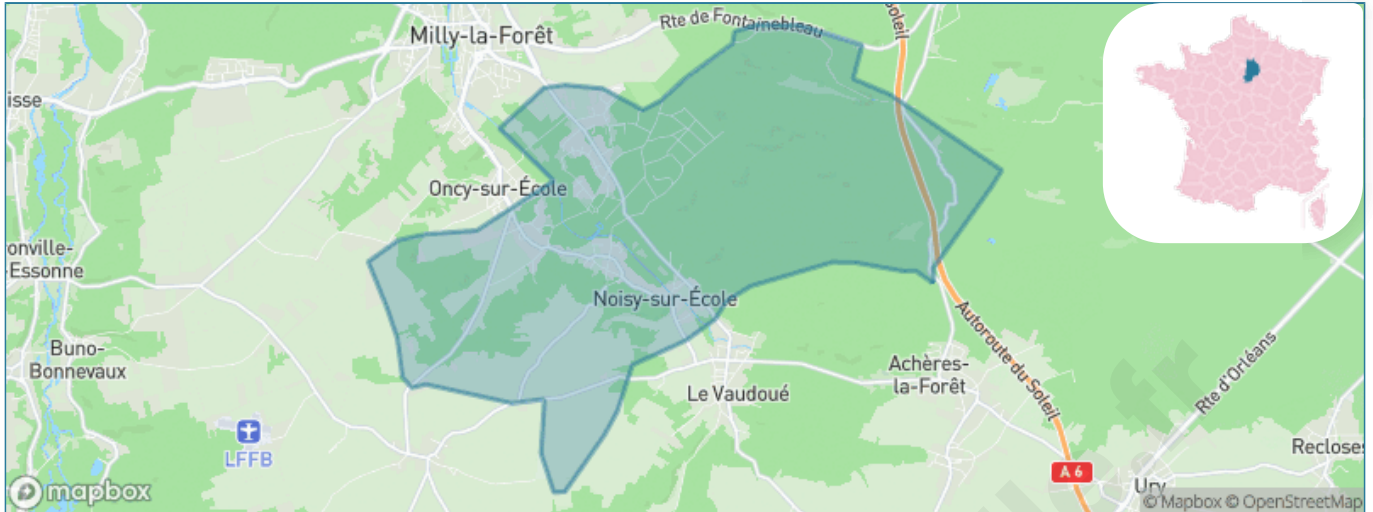 Rte de Fontainebleau
Soleil
Milly-la-Forêt
isse
Oncy-sur-École
onville-
-Essonne
Noisy-sur-École
Buno-
Bonnevaux
Autoroute du Soleil
Rte d'Orléans
Achères-
la-Forêt
Le Vaudoué
LFFB
Recloses
A 6
Ury
mapbox
© Mapbox © OpenStreetMap